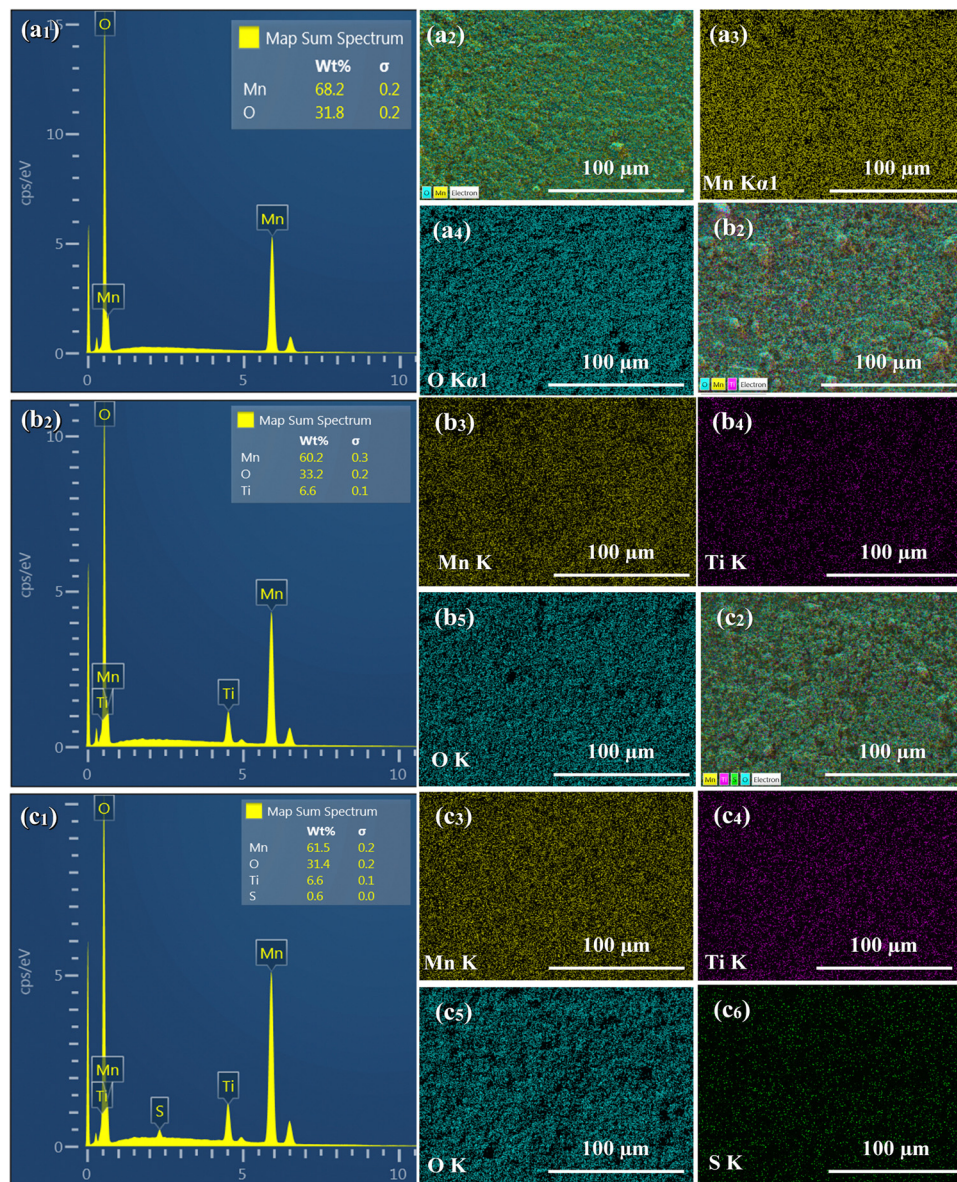 (a1)
O
Map Sum Spectrum
Wt% σ
Mn 68.2 0.2
O 31.8 0.2
15
10
5
0
cps/eV
Mn
Mn
0 5 10
(a2)
100 μm
O Mn Electron
(a3)
100 μm
Mn Kα1
(a4)
100 μm
O Kα1
(b2)
100 μm
O Mn Ti Electron
(b2)
O
Map Sum Spectrum
Wt% σ
Mn 60.2 0.3
O 33.2 0.2
Ti 6.6 0.1
10
5
0
cps/eV
Mn
Ti
Ti
Mn
0 5 10
(b3)
100 μm
Mn K
(b4)
100 μm
Ti K
(b5)
100 μm
O K
(c2)
100 μm
Mn Ti S O Electron
(c1)
O
Map Sum Spectrum
Wt% σ
Mn 61.5 0.2
O 31.4 0.2
Ti 6.6 0.1
S 0.6 0.0
5
0
cps/eV
Mn
Ti
S
Ti
Mn
0 5 10
(c3)
100 μm
Mn K
(c4)
100 μm
Ti K
(c5)
100 μm
O K
(c6)
100 μm
S K